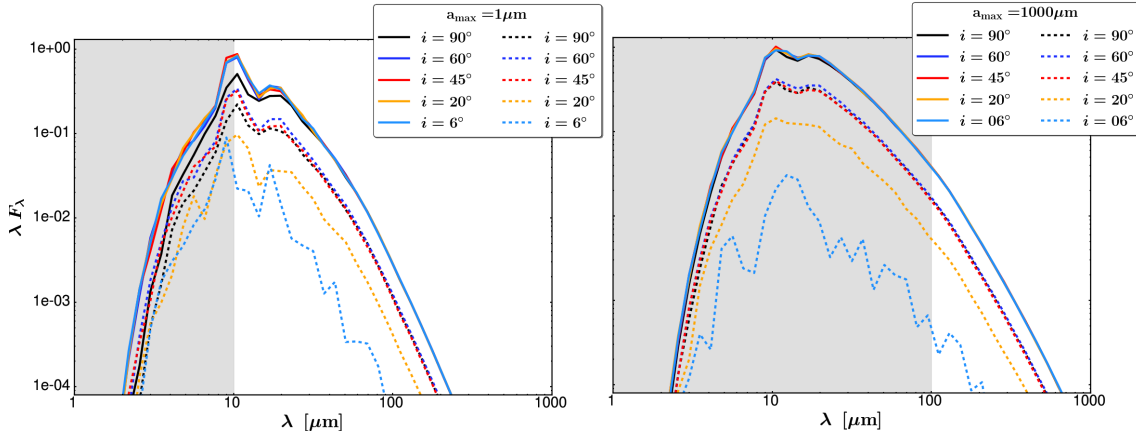 a_max =1μm
i = 90° i = 90°
i = 60° i = 60°
i = 45° i = 45°
i = 20° i = 20°
i = 6° i = 6°
1e+00
1e-01
1e-02
1e-03
1e-04
λ F_λ
1 10 100 1000
λ [μm]
a_max =1000μm
i = 90° i = 90°
i = 60° i = 60°
i = 45° i = 45°
i = 20° i = 20°
i = 06° i = 06°
1 10 100 1000
λ [μm]